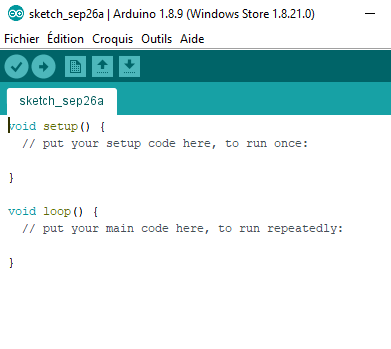 sketch_sep26a | Arduino 1.8.9 (Windows Store 1.8.21.0)
Fichier Édition Croquis Outils Aide
sketch_sep26a
void setup() {
  // put your setup code here, to run once:
}
void loop() {
  // put your main code here, to run repeatedly:
}